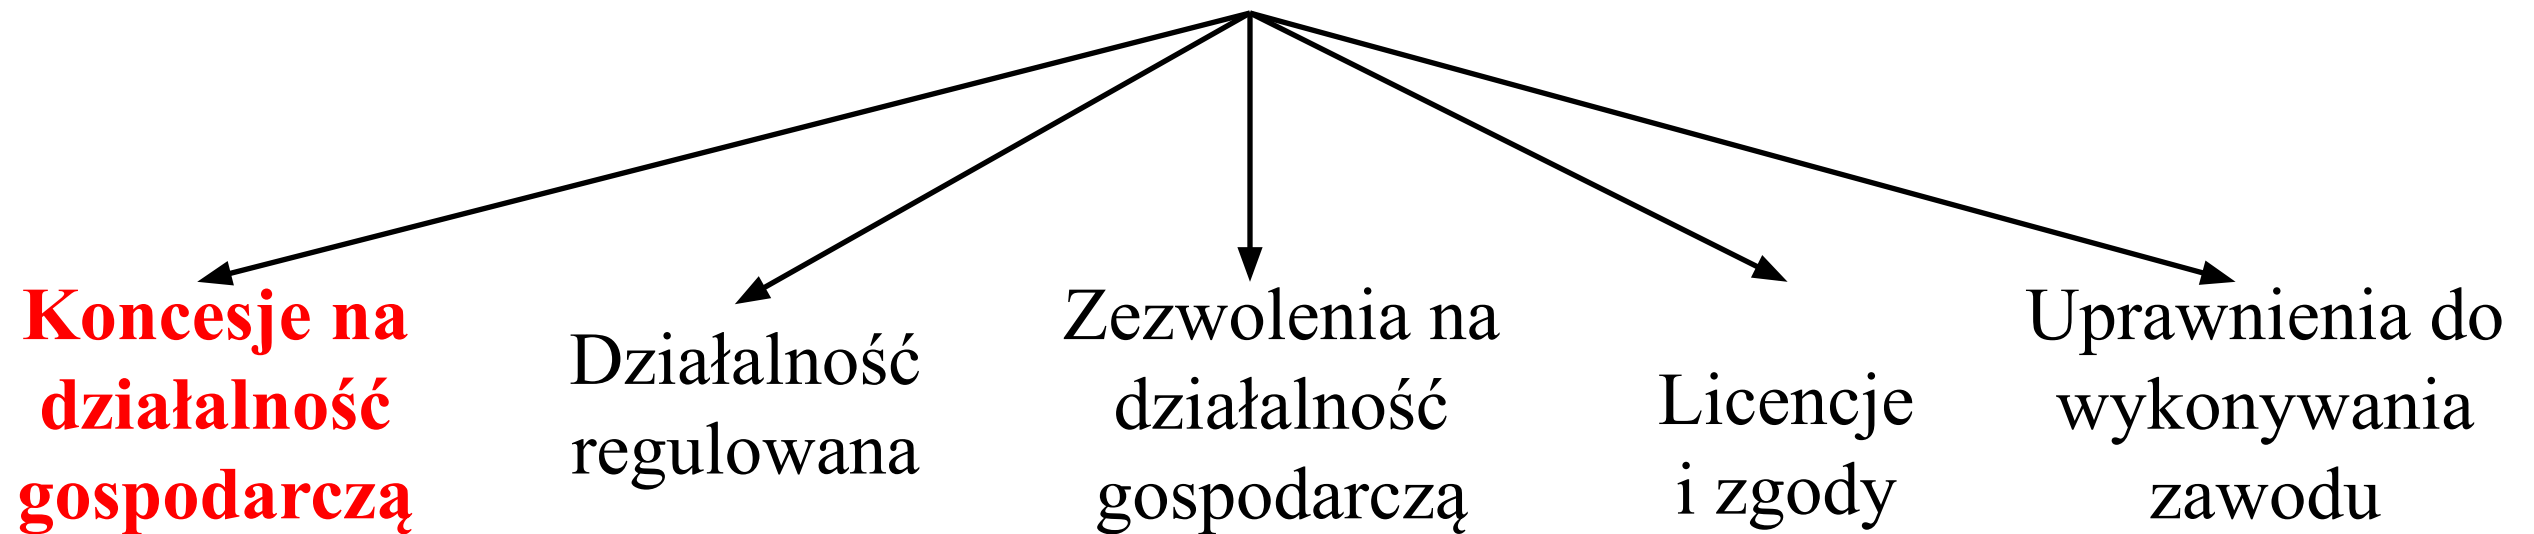 Koncesje na
działalność
gospodarczą
Działalność
regulowana
Zezwolenia na
działalność
gospodarczą
Licencje
i zgody
Uprawnienia do
wykonywania
zawodu